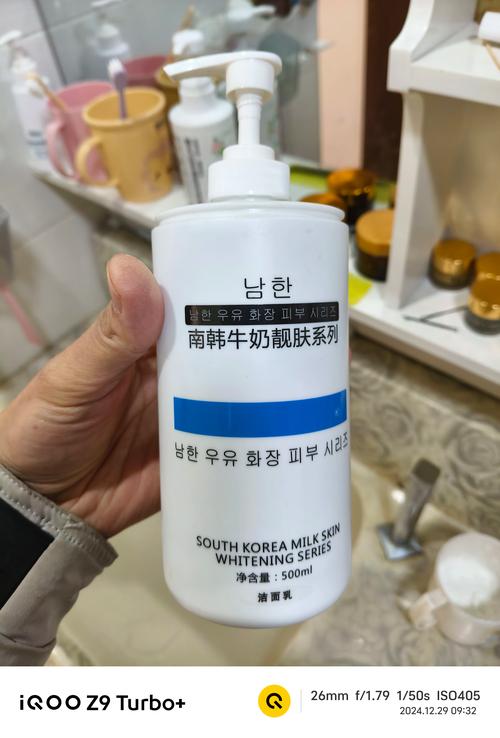 남한
남한 우유 화장 피부 시리즈
南韩牛奶靓肤系列
남한 우유 화장 피부 시리즈
SOUTH KOREA MILK SKIN
WHITENING SERIES
净含量：500ml
洁面乳
iQOO Z9 Turbo+
26mm f/1.79 1/50s ISO405
2024.12.29 09:32